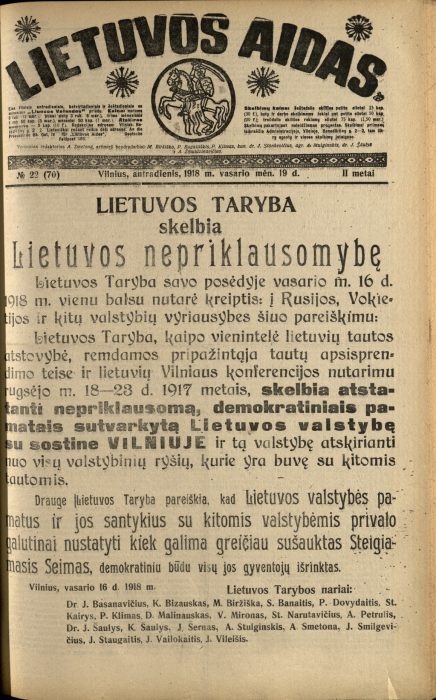 LIETUVOS AIDAS
№ 22 (70)
Vilnius, antradienis, 1918 m. vasario mėn. 19 d.
II metai
LIETUVOS TARYBA
skelbia
Lietuvos nepriklausomybę
Lietuvos Taryba savo posėdyje vasario m. 16 d.
1918 m. vienu balsu nutarė kreiptis: į Rusijos, Vokie-
tijos ir kitų valstybių vyriausybes šiuo pareiškimu:
Lietuvos Taryba, kaipo vienintelė lietuvių tautos
atstovybė, remdamos pripažintąja tautų apsispren-
dimo teise ir lietuvių Vilniaus konferencijos nutarimu
rugsėjo m. 18—23 d. 1917 metais, skelbia atsta-
tanti nepriklausomą, demokratiniais pa-
matais sutvarkytą Lietuvos valstybę
su sostine VILNIUJE ir tą valstybę atskirianti
nuo visų valstybinių ryšių, kurie yra buvę su kitomis
tautomis.
Drauge Lietuvos Taryba pareiškia, kad Lietuvos valstybės pa-
matus ir jos santykius su kitomis valstybėmis privalo
galutinai nustatyti kiek galima greičiau sušauktas Steigia-
masis Seimas, demokratiniu būdu visų jos gyventojų išrinktas.
Vilnius, vasario 16 d. 1918 m.
Lietuvos Tarybos nariai:
Dr J. Basanavičius, K. Bizauskas, M. Biržiška, S. Banaitis, P. Dovydaitis, St.
Kairys, P. Klimas, D. Malinauskas, V. Mironas, St. Narutavičius, A. Petrulis,
Dr. J. Šaulys, K. Šaulys, J. Šernas, A. Stulginskis, A. Smetona, J. Smilgevi-
čius, J. Staugaitis, J. Vailokaitis, J. Vileišis.